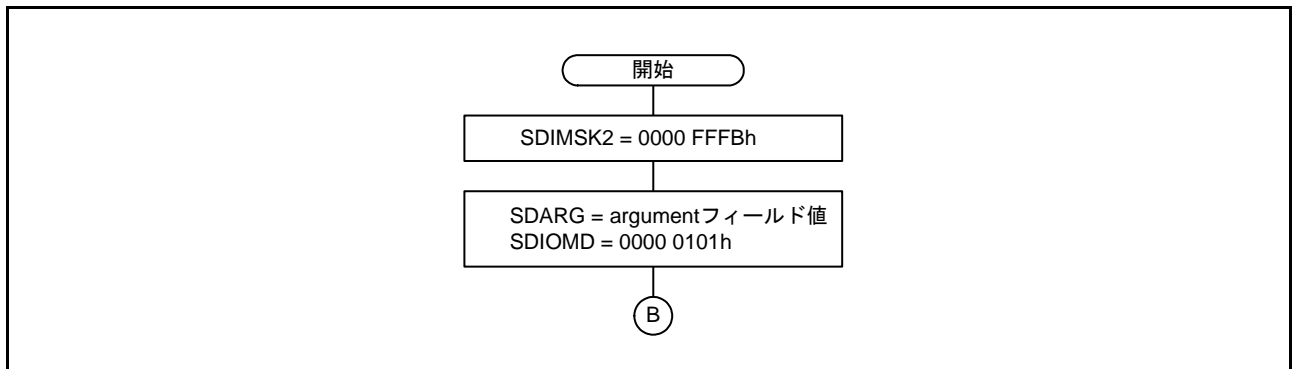 開始
SDIMSK2 = 0000 FFFBh
SDARG = argumentフィールド値
SDIOMD = 0000 0101h
B